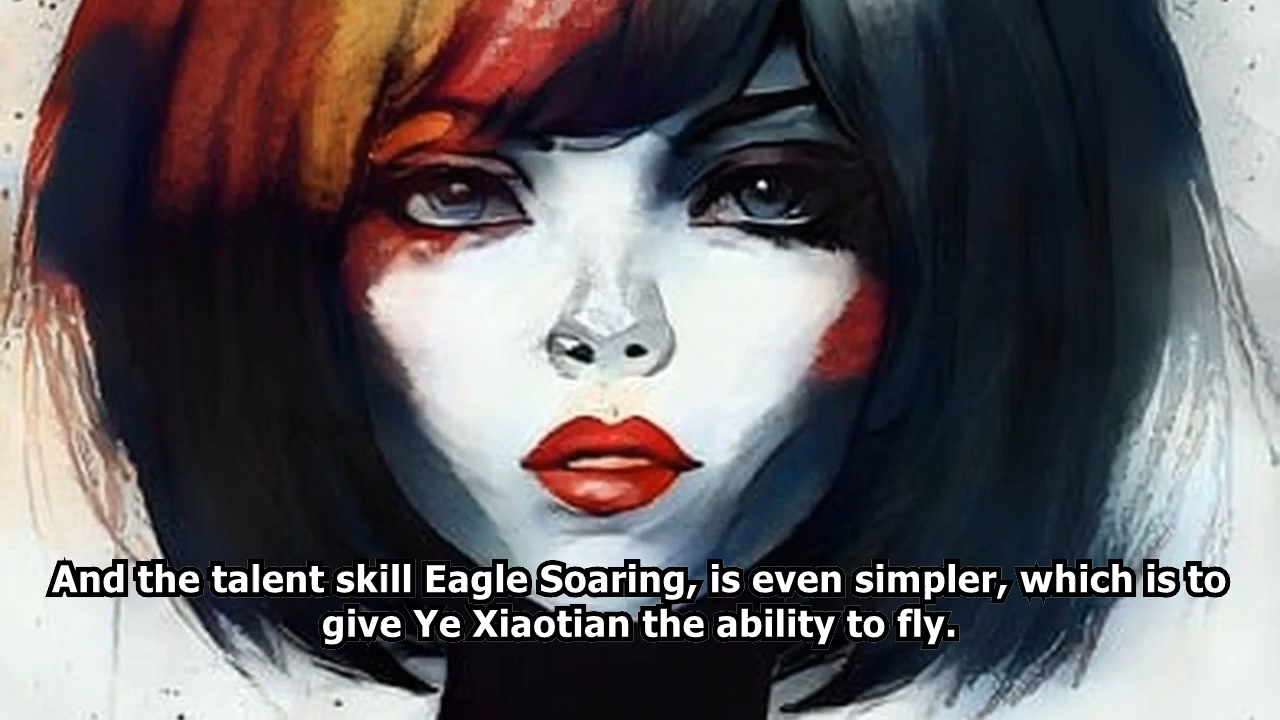 And the talent skill Eagle Soaring, is even simpler, which is to
give Ye Xiaotian the ability to fly.